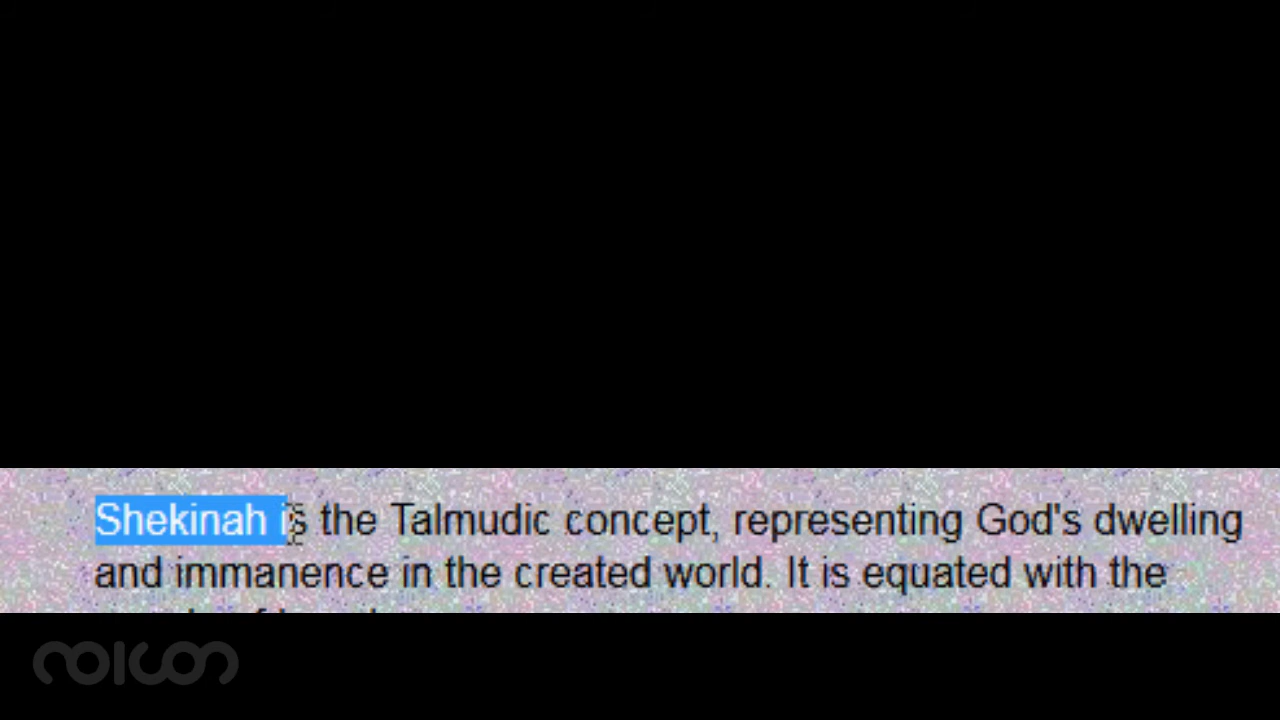 Shekinah is the Talmudic concept, representing God's dwelling
and immanence in the created world. It is equated with the